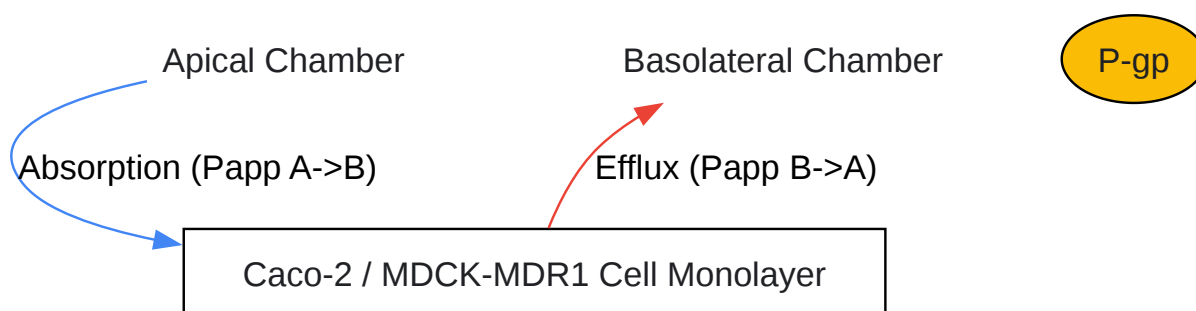 Apical Chamber
Basolateral Chamber
P-gp
Absorption (Papp A->B)
Efflux (Papp B->A)
Caco-2 / MDCK-MDR1 Cell Monolayer